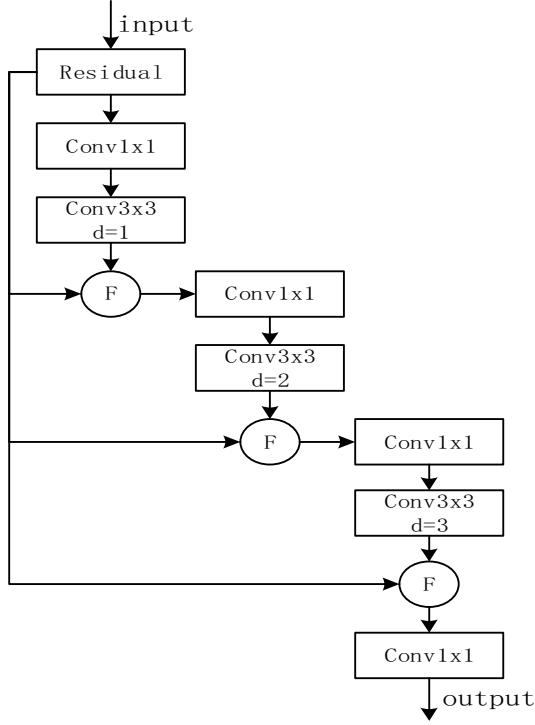 input
Residual
Conv1x1
Conv3x3
d=1
F
Conv1x1
Conv3x3
d=2
F
Conv1x1
Conv3x3
d=3
F
Conv1x1
output